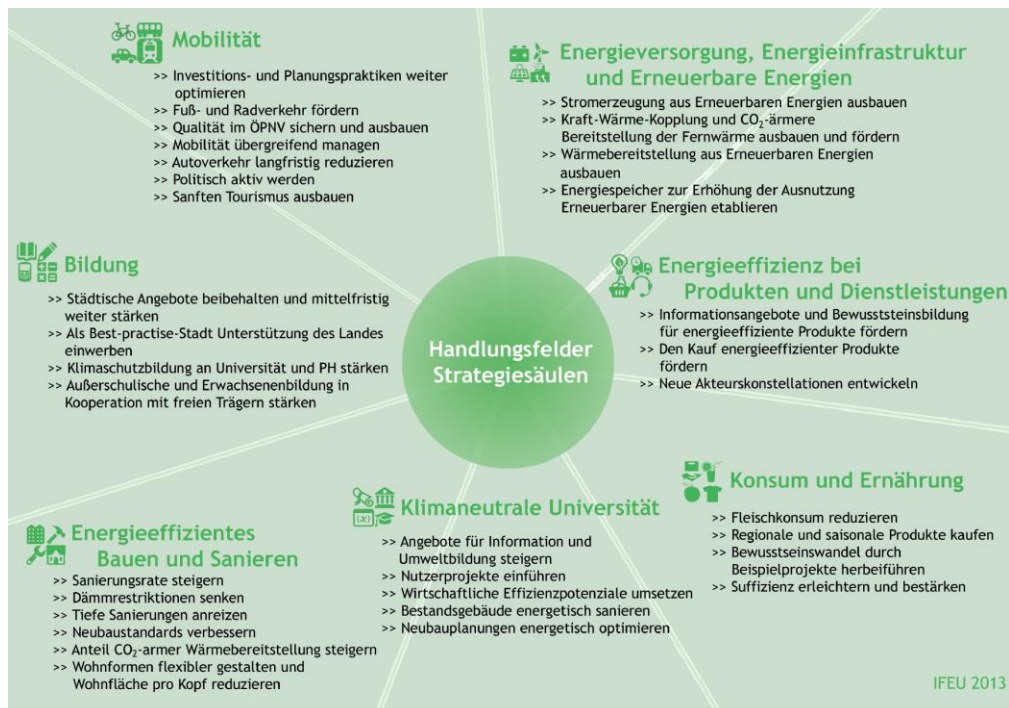 Mobilität
>> Investitions- und Planungspraktiken weiter
optimieren
>> Fuß- und Radverkehr fördern
>> Qualität im ÖPNV sichern und ausbauen
>> Mobilität übergreifend managen
>> Autoverkehr langfristig reduzieren
>> Politisch aktiv werden
>> Sanften Tourismus ausbauen
Energieversorgung, Energieinfrastruktur
und Erneuerbare Energien
>> Stromerzeugung aus Erneuerbaren Energien ausbauen
>> Kraft-Wärme-Kopplung und CO₂-ärmere
Bereitstellung der Fernwärme ausbauen und fördern
>> Wärmebereitstellung aus Erneuerbaren Energien
ausbauen
>> Energiespeicher zur Erhöhung der Ausnutzung
Erneuerbarer Energien etablieren
Bildung
>> Städtische Angebote beibehalten und mittelfristig
weiter stärken
>> Als Best-practise-Stadt Unterstützung des Landes
einwerben
>> Klimaschutzbildung an Universität und PH stärken
>> Außerschulische und Erwachsenenbildung in
Kooperation mit freien Trägern stärken
Handlungsfelder
Strategiesäulen
Energieeffizienz bei
Produkten und Dienstleistungen
>> Informationsangebote und Bewusststeinsbildung
für energieeffiziente Produkte fördern
>> Den Kauf energieeffizienter Produkte
fördern
>> Neue Akteurskonstellationen entwickeln
Energieeffizientes
Bauen und Sanieren
>> Sanierungsrate steigern
>> Dämmrestriktionen senken
>> Tiefe Sanierungen anreizen
>> Neubaustandards verbessern
>> Anteil CO₂-armer Wärmebereitstellung steigern
>> Wohnformen flexibler gestalten und
Wohnfläche pro Kopf reduzieren
(x)
Klimaneutrale Universität
>> Angebote für Information und
Umweltbildung steigern
>> Nutzerprojekte einführen
>> Wirtschaftliche Effizienzpotenziale umsetzen
>> Bestandsgebäude energetisch sanieren
>> Neubauplanungen energetisch optimieren
Konsum und Ernährung
>> Fleischkonsum reduzieren
>> Regionale und saisonale Produkte kaufen
>> Bewusstseinswandel durch
Beispielprojekte herbeiführen
>> Suffizienz erleichtern und bestärken
IFEU 2013